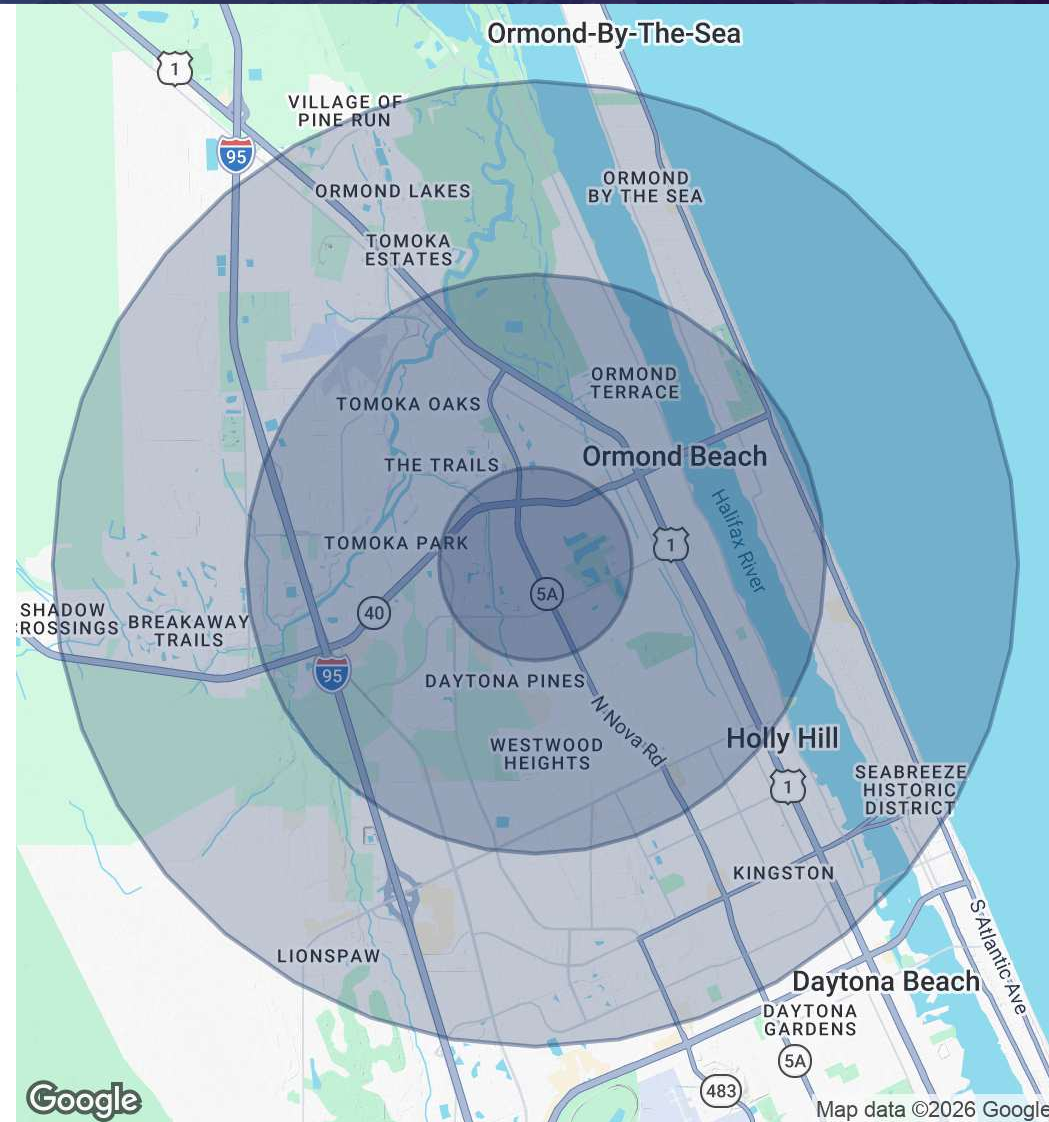 Ormond-By-The-Sea
1
VILLAGE OF
PINE RUN
95
ORMOND LAKES
ORMOND
BY THE SEA
TOMOKA
ESTATES
ORMOND
TERRACE
TOMOKA OAKS
THE TRAILS
Ormond Beach
Halifax River
TOMOKA PARK
1
5A
40
SHADOW
ROSSINGS
BREAKAWAY
TRAILS
95
DAYTONA PINES
N Nova Rd
WESTWOOD
HEIGHTS
Holly Hill
1
SEABREEZE
HISTORIC
DISTRICT
KINGSTON
S Atlantic Ave
LIONSPAW
Daytona Beach
DAYTONA
GARDENS
5A
483
Google
Map data ©2026 Google